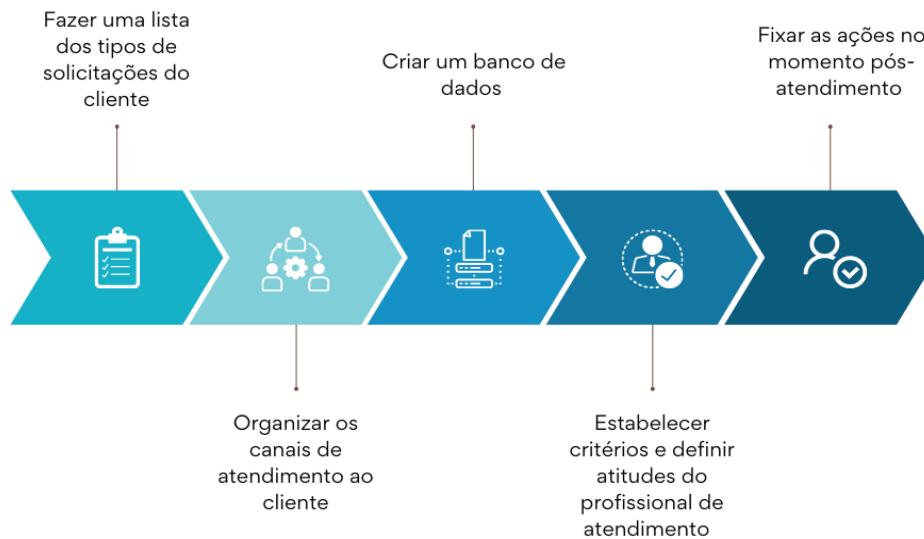 Fazer uma lista
dos tipos de
solicitações do
cliente
Organizar os
canais de
atendimento ao
cliente
Criar um banco de
dados
Estabelecer
critérios e definir
atitudes do
profissional de
atendimento
Fixar as ações no
momento pós-
atendimento